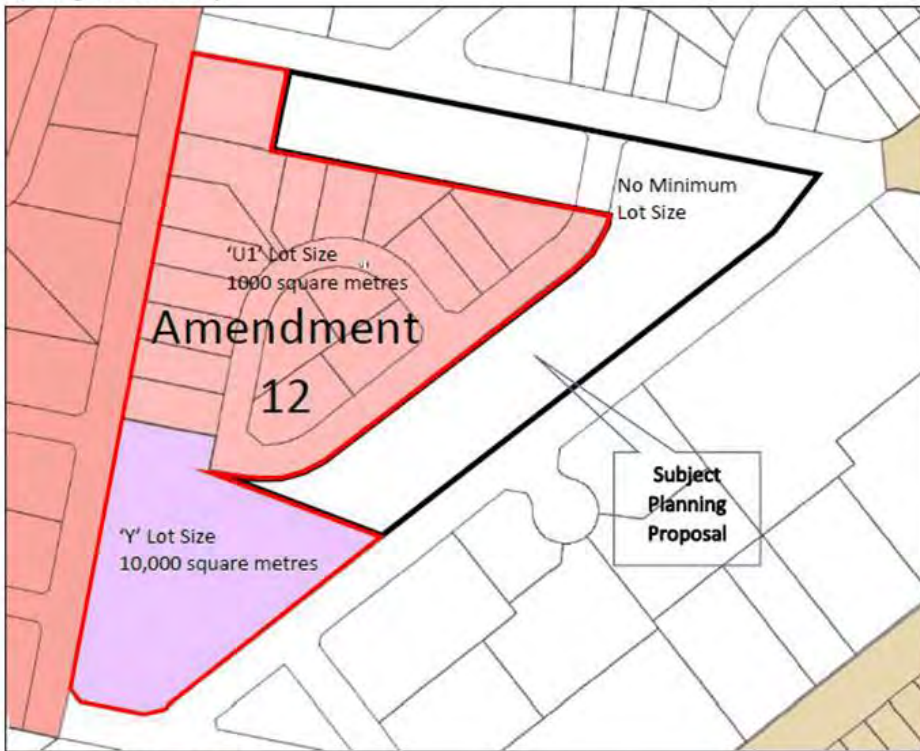 No Minimum
Lot Size
'U1' Lot Size
1000 square metres
Amendment
12
Subject
Planning
Proposal
'Y' Lot Size
10,000 square metres